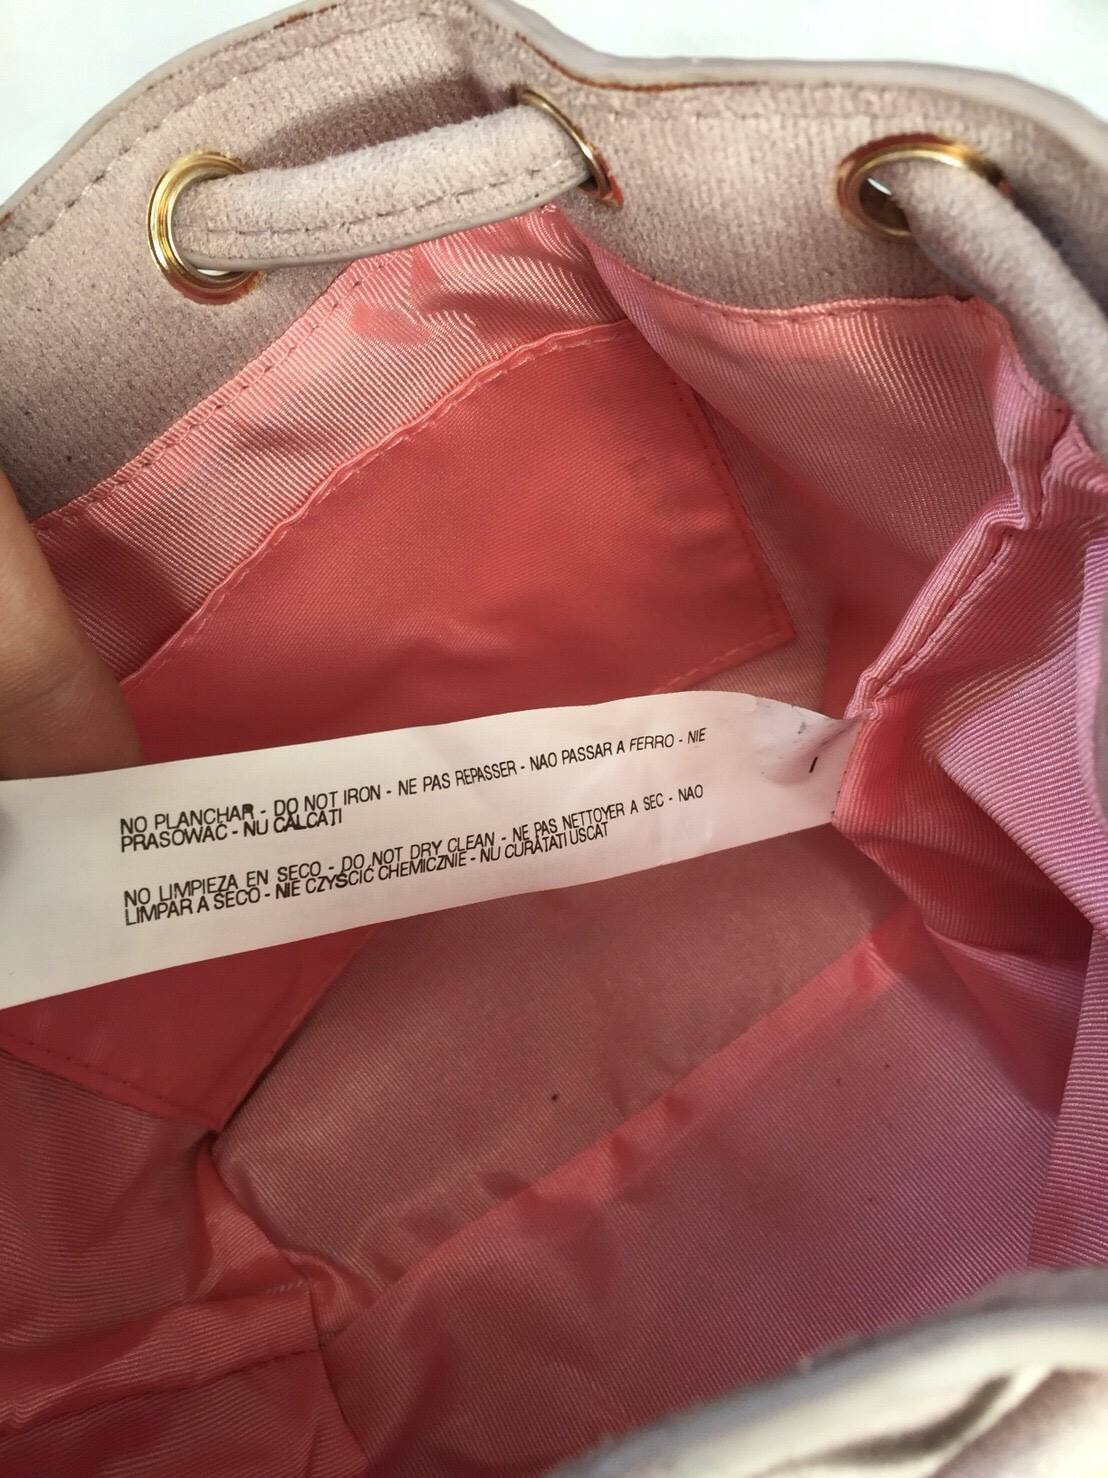 NO PLANCHAR - DO NOT IRON - NE PAS REPASSER - NAO PASSAR A FERRO - NIE
PRASOWAC - NU CALCATI
NO LIMPIEZA EN SECO - DO NOT DRY CLEAN - NE PAS NETTOYER A SEC - NAO
LIMPAR A SECO - NIE CZYSCIC CHEMICZNIE - NU CURATATI USCAT